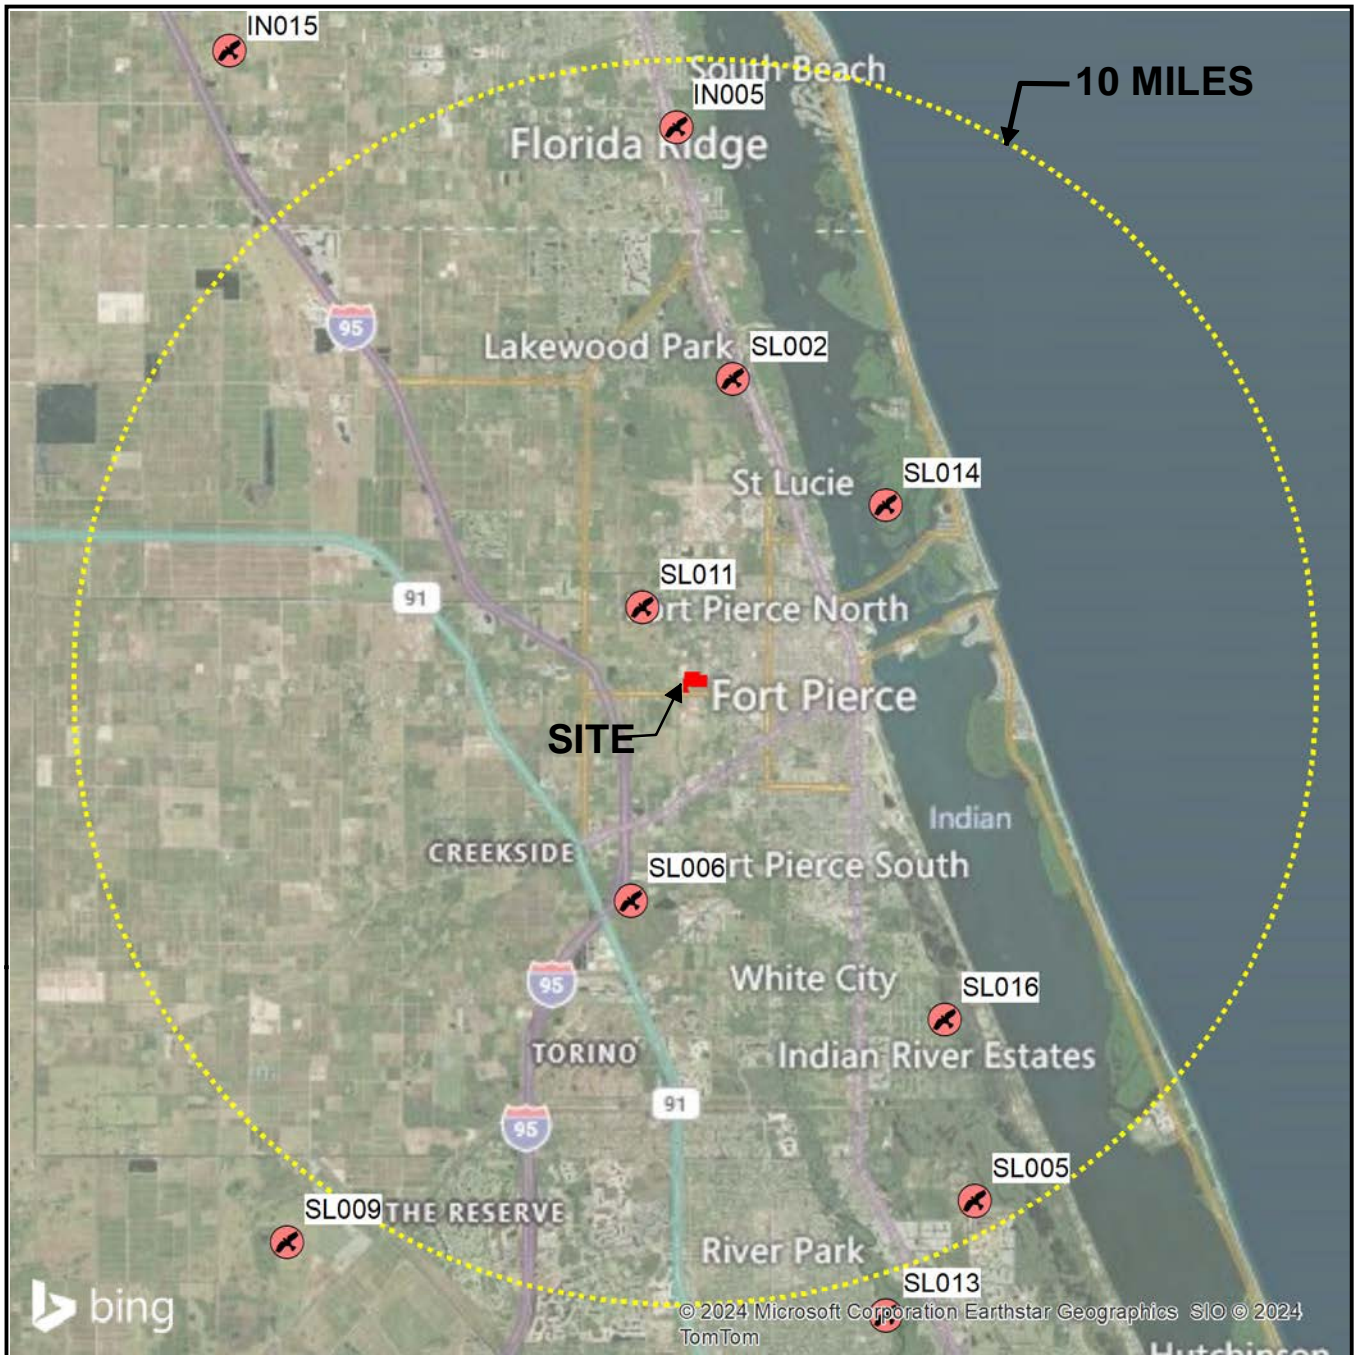 IN015
South Beach
10 MILES
IN005
Florida Ridge
95
Lakewood Park
SL002
St Lucie
SL014
SL011
91
ort Pierce North
Fort Pierce
SITE
Indian
CREEKSIDE
SL006
rt Pierce South
95
White City
SL016
TORINO
Indian River Estates
91
95
SL005
SL009
THE RESERVE
River Park
SL013
bing
© 2024 Microsoft Corporation Earthstar Geographics SIO © 2024
TomTom
Hutchinson